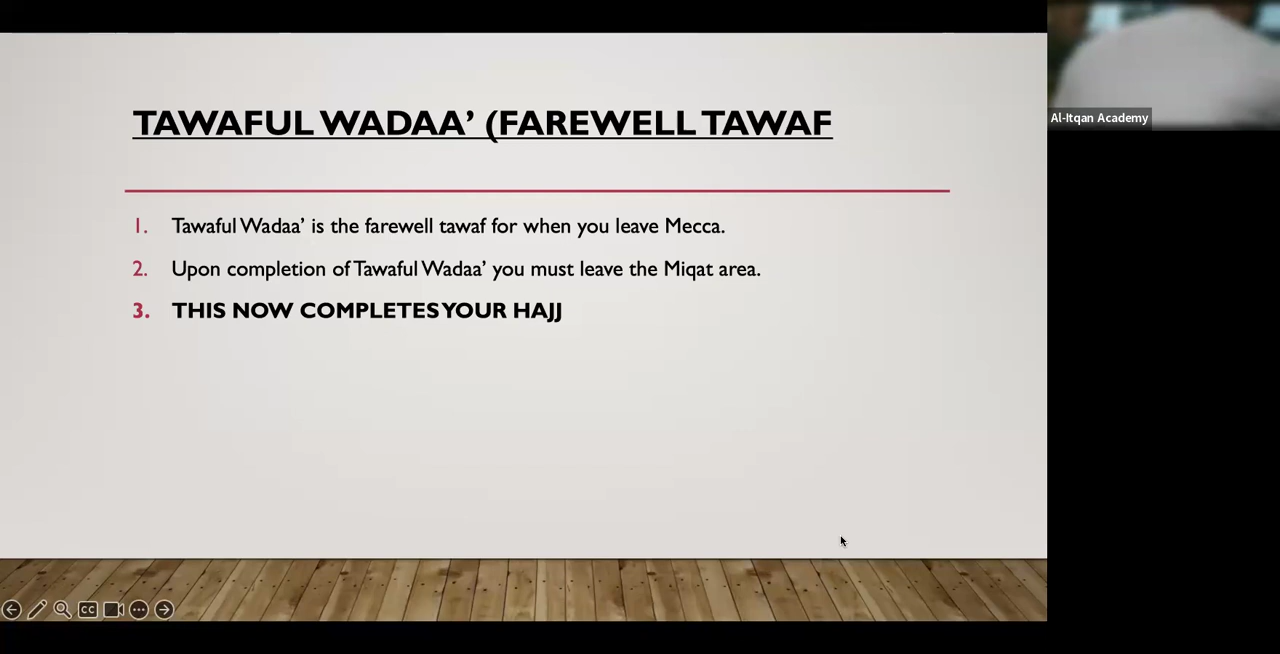 TAWAFUL WADAA’ (FAREWELL TAWAF
1. Tawaful Wadaa’ is the farewell tawaf for when you leave Mecca.
2. Upon completion of Tawaful Wadaa’ you must leave the Miqat area.
3. THIS NOW COMPLETES YOUR HAJJ
Al-Itqan Academy
CC